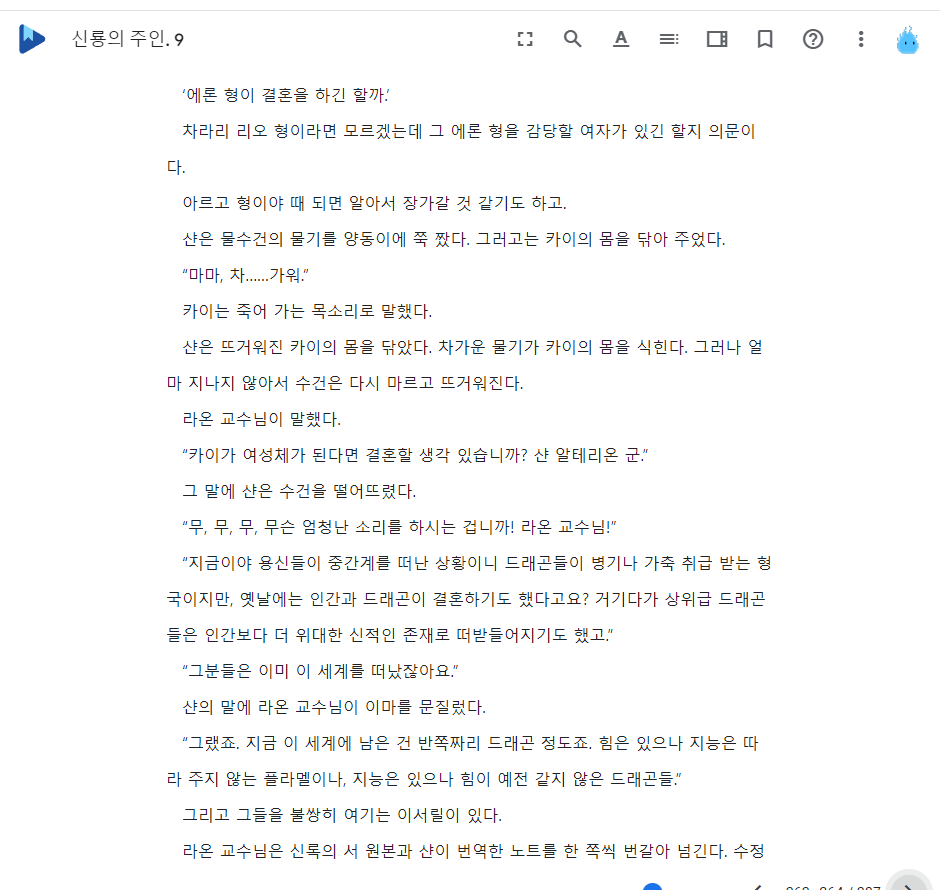 신룡의 주인. 9
‘에론 형이 결혼을 하긴 할까.’
차라리 리오 형이라면 모르겠는데 그 에론 형을 감당할 여자가 있긴 할지 의문이
다.
아르고 형이야 때 되면 알아서 장가갈 것 같기도 하고.
샨은 물수건의 물기를 양동이에 쭉 짰다. 그러고는 카이의 몸을 닦아 주었다.
“마마, 차……가워.”
카이는 죽어 가는 목소리로 말했다.
샨은 뜨거워진 카이의 몸을 닦았다. 차가운 물기가 카이의 몸을 식힌다. 그러나 얼
마 지나지 않아서 수건은 다시 마르고 뜨거워진다.
라온 교수님이 말했다.
“카이가 여성체가 된다면 결혼할 생각 있습니까? 샨 알테리온 군.”
그 말에 샨은 수건을 떨어뜨렸다.
“무, 무, 무, 무슨 엄청난 소리를 하시는 겁니까! 라온 교수님!”
“지금이야 용신들이 중간계를 떠난 상황이니 드래곤들이 병기나 가축 취급 받는 형
국이지만, 옛날에는 인간과 드래곤이 결혼하기도 했다고요? 거기다가 상위급 드래곤
들은 인간보다 더 위대한 신적인 존재로 떠받들어지기도 했고.”
“그분들은 이미 이 세계를 떠났잖아요.”
샨의 말에 라온 교수님이 이마를 문질렀다.
“그랬죠. 지금 이 세계에 남은 건 반쪽짜리 드래곤 정도죠. 힘은 있으나 지능은 따
라 주지 않는 플라멜이나, 지능은 있으나 힘이 예전 같지 않은 드래곤들.”
그리고 그들을 불쌍히 여기는 이서릴이 있다.
라온 교수님은 신록의 서 원본과 샨이 번역한 노트를 한 쪽씩 번갈아 넘긴다. 수정